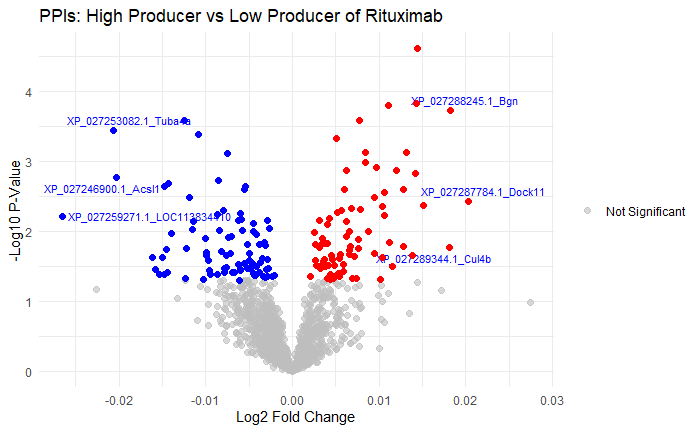 PPIs: High Producer vs Low Producer of Rituximab
-Log10 P-Value
4
3
2
1
0
XP_027288245.1_Bgn
XP_027253082.1_Tuba4a
XP_027246900.1_Acsl1
XP_027287784.1_Dock11
XP_027259271.1_LOC113834410
XP_027289344.1_Cul4b
Not Significant
-0.02
-0.01
0.00
0.01
0.02
0.03
Log2 Fold Change